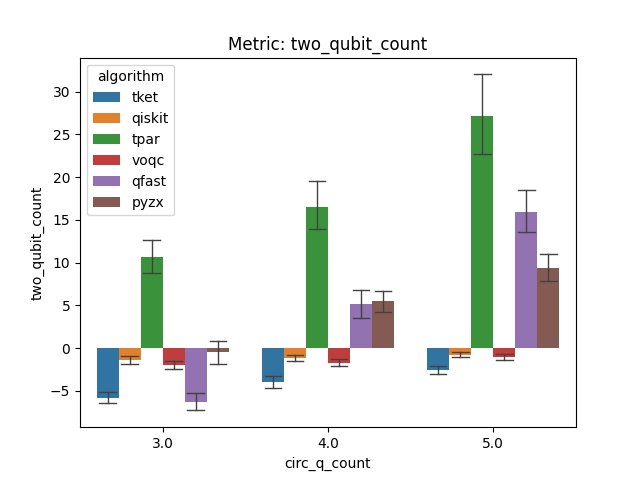 Metric: two_qubit_count
algorithm
tket
qiskit
tpar
voqc
qfast
pyzx
two_qubit_count
30
25
20
15
10
5
0
−5
3.0
4.0
5.0
circ_q_count